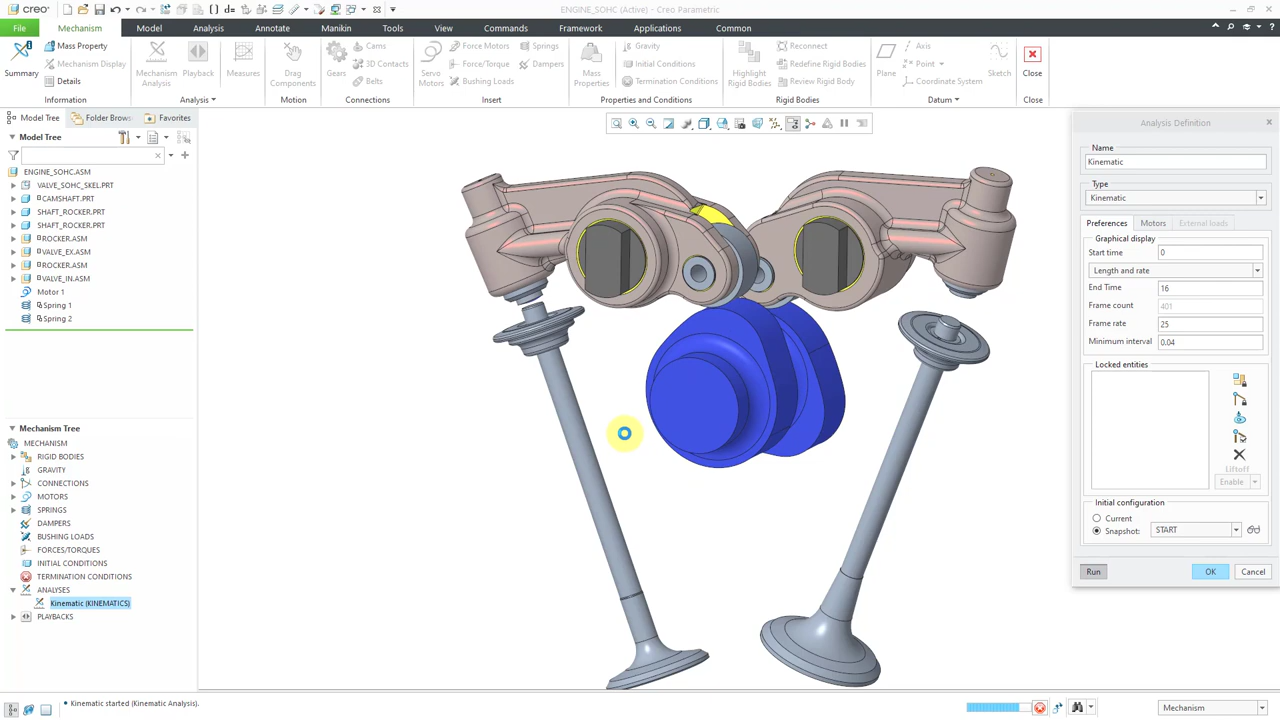 creo
ENGINE_SOHC (Active) - Creo Parametric
File
Mechanism
Model
Analysis
Annotate
Manikin
Tools
View
Commands
Framework
Applications
Common
Summary
Mass Property
Mechanism Display
Details
Information
Mechanism Analysis
Playback
Measures
Analysis
Drag Components
Motion
Gears
Cams
3D Contacts
Belts
Connections
Servo Motors
Force Motors
Force/Torque
Bushing Loads
Springs
Dampers
Insert
Mass Properties
Gravity
Initial Conditions
Termination Conditions
Properties and Conditions
Highlight Rigid Bodies
Reconnect
Redefine Rigid Bodies
Review Rigid Body
Rigid Bodies
Plane
Axis
Point
Coordinate System
Sketch
Datum
Close
Close
Model Tree
Folder Brows
Favorites
Model Tree
ENGINE_SOHC.ASM
VALVE_SOHC_SKEL.PRT
CAMSHAFT.PRT
SHAFT_ROCKER.PRT
SHAFT_ROCKER.PRT
ROCKER.ASM
VALVE_EX.ASM
ROCKER.ASM
VALVE_IN.ASM
Motor 1
Spring 1
Spring 2
Mechanism Tree
MECHANISM
RIGID BODIES
GRAVITY
CONNECTIONS
MOTORS
SPRINGS
DAMPERS
BUSHING LOADS
FORCES/TORQUES
INITIAL CONDITIONS
TERMINATION CONDITIONS
ANALYSES
Kinematic (KINEMATICS)
PLAYBACKS
Analysis Definition
Name
Kinematic
Type
Kinematic
Preferences
Motors
External loads
Graphical display
Start time
0
Length and rate
End Time
16
Frame count
401
Frame rate
25
Minimum interval
0.04
Locked entities
Liftoff
Enable
Initial configuration
Current
Snapshot:
START
Run
OK
Cancel
• Kinematic started (Kinematic Analysis).
Mechanism